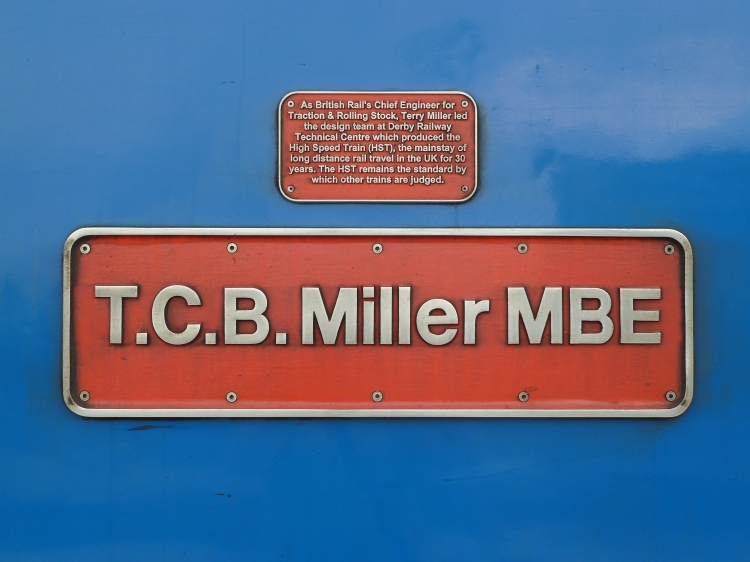 As British Rail's Chief Engineer for
Traction & Rolling Stock, Terry Miller led
the design team at Derby Railway
Technical Centre which produced the
High Speed Train (HST), the mainstay of
long distance rail travel in the UK for 30
years. The HST remains the standard by
which other trains are judged.
T.C.B. Miller MBE